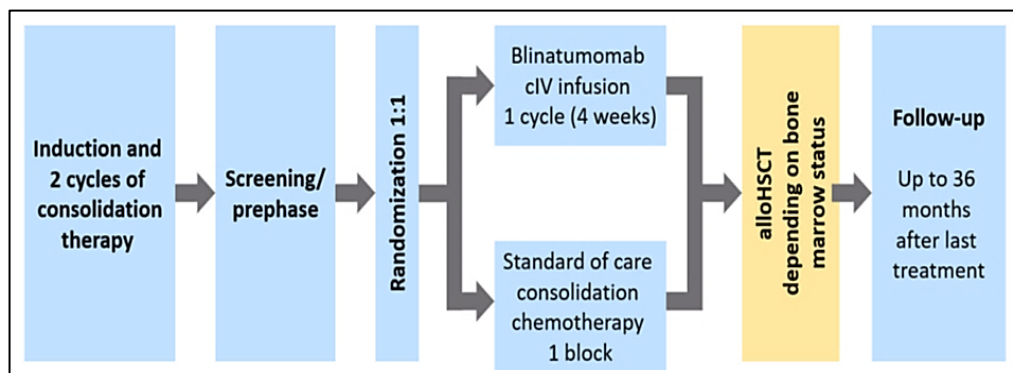 Induction and
2 cycles of
consolidation
therapy
Screening/
prephase
Randomization 1:1
Blinatumomab
cIV infusion
1 cycle (4 weeks)
Standard of care
consolidation
chemotherapy
1 block
alloHSCT
depending on bone
marrow status
Follow-up
Up to 36
months
after last
treatment